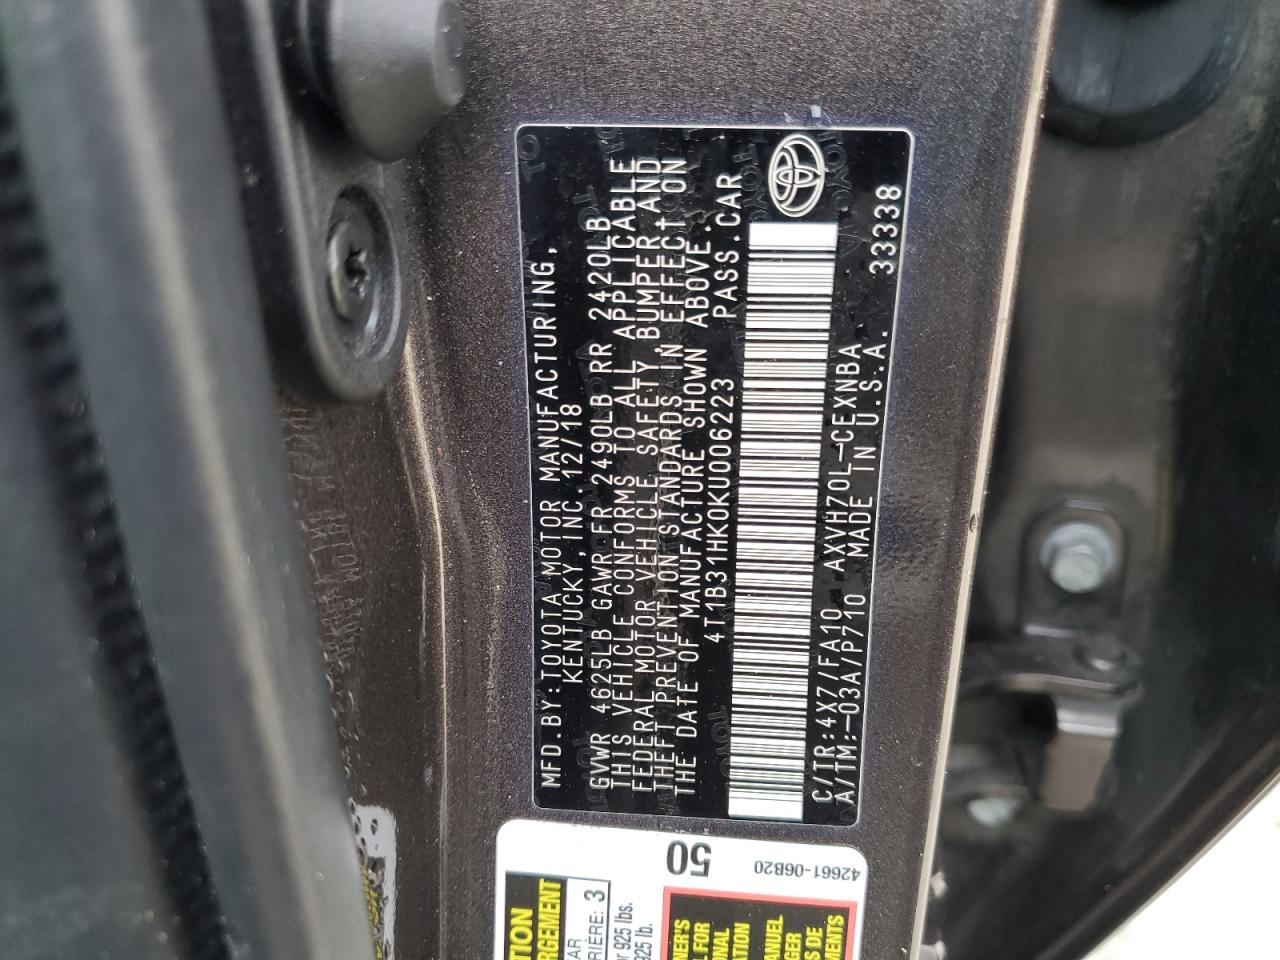 MFD.BY:TOYOTA MOTOR MANUFACTURING,
KENTUCKY,INC.12/18
GVWR 4625LB GAWR FR 2490LB RR 2420LB
THIS VEHICLE CONFORMS TO ALL APPLICABLE
FEDERAL MOTOR VEHICLE SAFETY, BUMPER AND
THEFT PREVENTION STANDARDS IN EFFECT ON
THE DATE OF MANUFACTURE SHOWN ABOVE.
4T1B31HK0KU006223 PASS.CAR
C/TR:4X7/FA10 AXVH70L-CEXNBA
A/TM:-03A/P710 MADE IN U.S.A. 33338
50
42661-06B20
3
925 lbs.